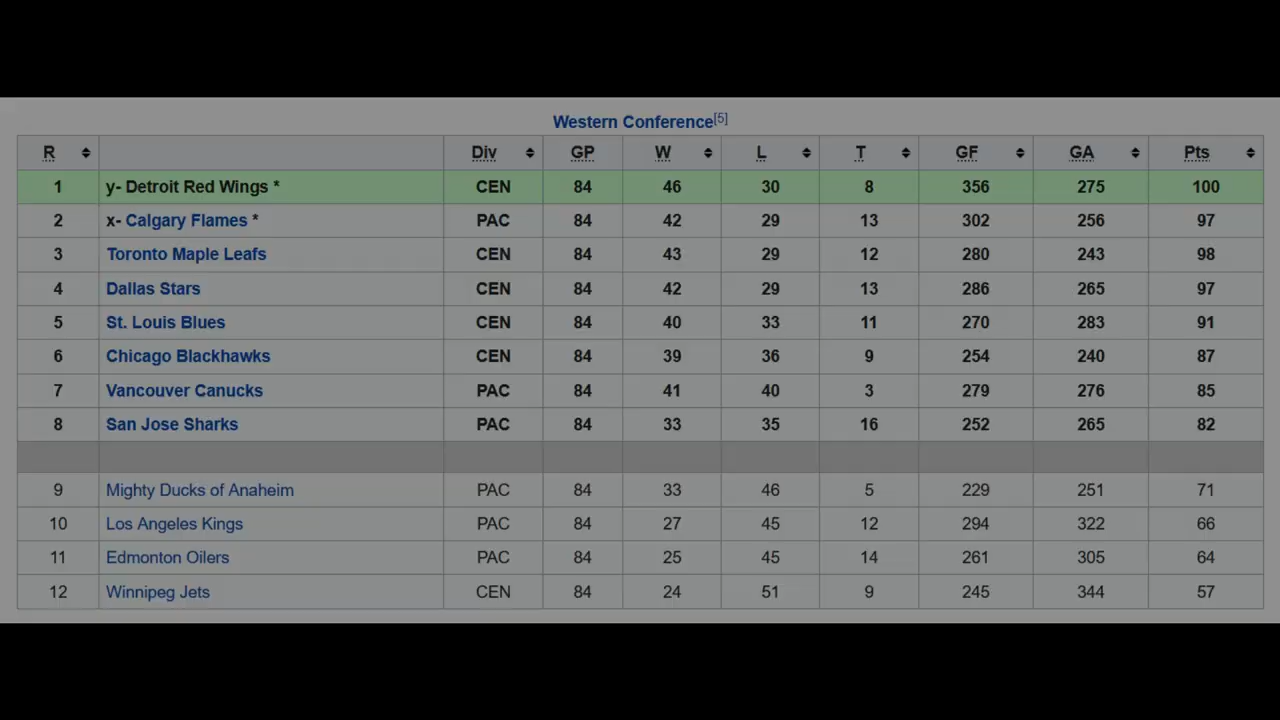 Western Conference[5]
R Div GP W L T GF GA Pts
1 y- Detroit Red Wings * CEN 84 46 30 8 356 275 100
2 x- Calgary Flames * PAC 84 42 29 13 302 256 97
3 Toronto Maple Leafs CEN 84 43 29 12 280 243 98
4 Dallas Stars CEN 84 42 29 13 286 265 97
5 St. Louis Blues CEN 84 40 33 11 270 283 91
6 Chicago Blackhawks CEN 84 39 36 9 254 240 87
7 Vancouver Canucks PAC 84 41 40 3 279 276 85
8 San Jose Sharks PAC 84 33 35 16 252 265 82
9 Mighty Ducks of Anaheim PAC 84 33 46 5 229 251 71
10 Los Angeles Kings PAC 84 27 45 12 294 322 66
11 Edmonton Oilers PAC 84 25 45 14 261 305 64
12 Winnipeg Jets CEN 84 24 51 9 245 344 57